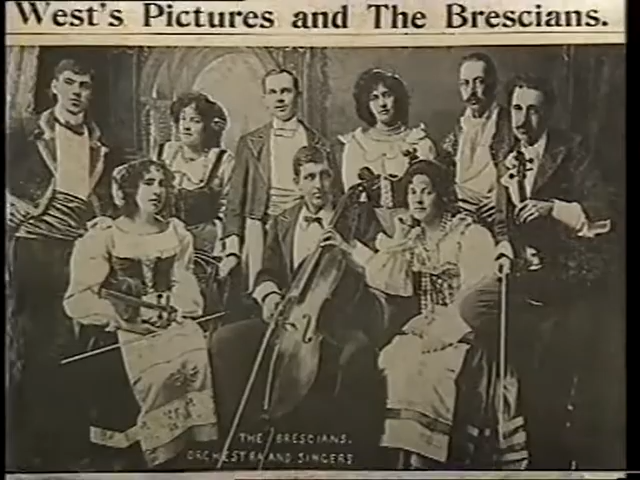 West's Pictures and The Brescians.
THE BRESCIANS.
ORCHESTRA AND SINGERS